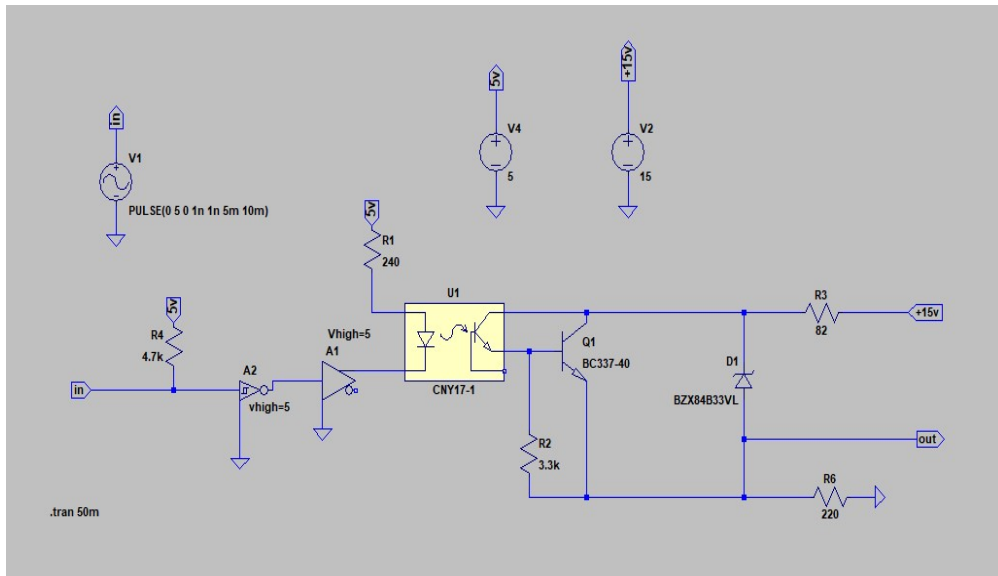 in
V1
PULSE(0 5 0 1n 1n 5m 10m)
5v
V4
5
+15v
V2
15
5v
R1
240
U1
CNY17-1
5v
R4
4.7k
in
A2
vhigh=5
Vhigh=5
A1
Q1
BC337-40
R2
3.3k
R3
82
+15v
D1
BZX84B33VL
out
R6
220
.tran 50m